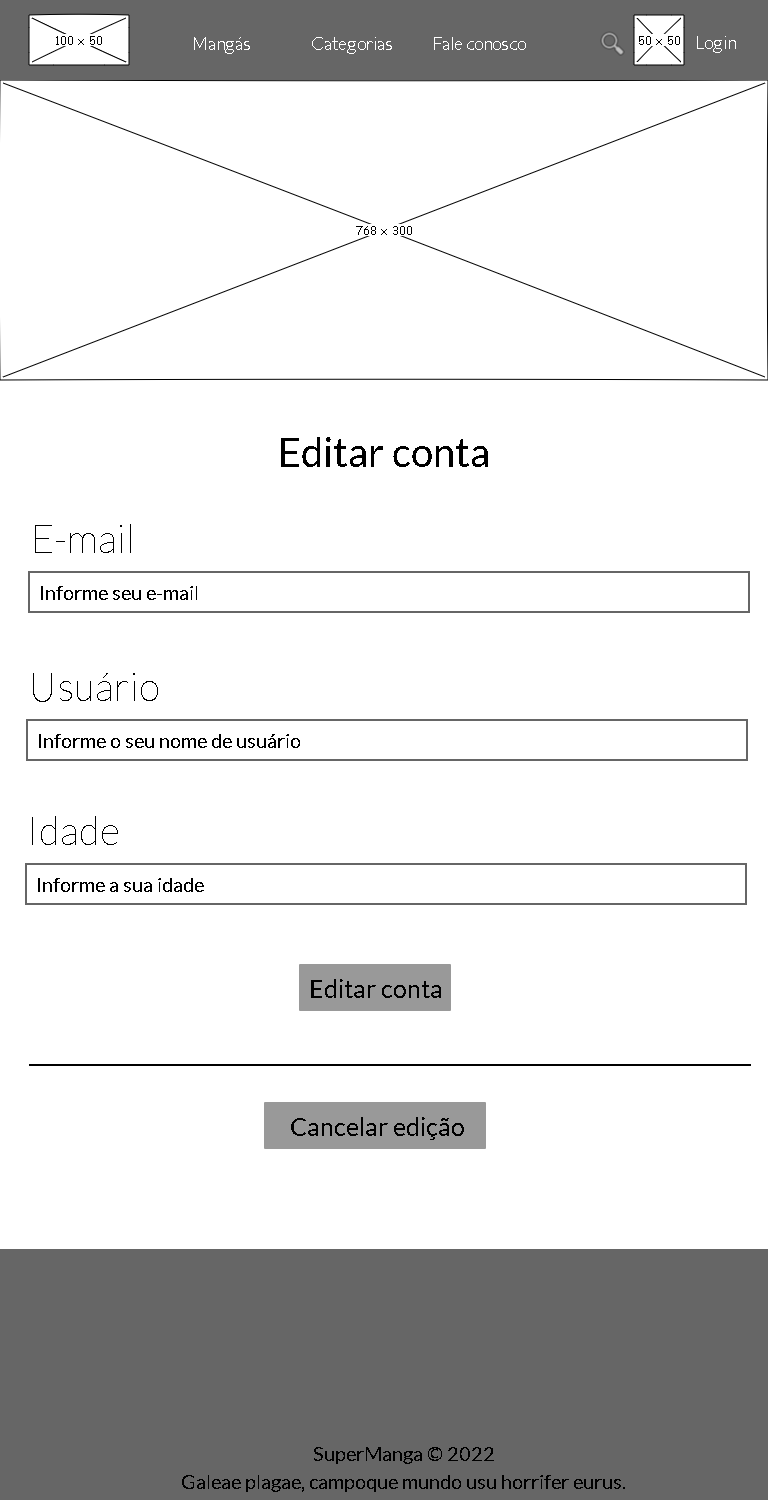 100 × 50
Mangás
Categorias
Fale conosco
50 × 50
Login
768 × 300
Editar conta
E-mail
Informe seu e-mail
Usuário
Informe o seu nome de usuário
Idade
Informe a sua idade
Editar conta
Cancelar edição
SuperManga © 2022
Galeae plagae, campoque mundo usu horrifer eurus.